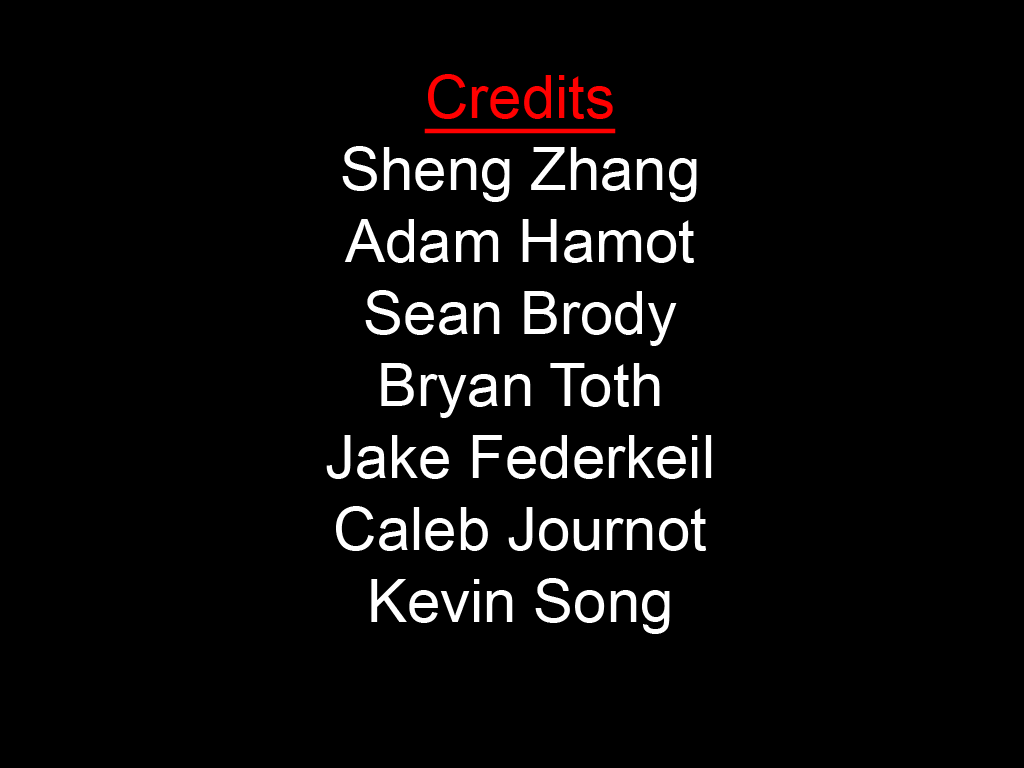 Credits
Sheng Zhang
Adam Hamot
Sean Brody
Bryan Toth
Jake Federkeil
Caleb Journot
Kevin Song